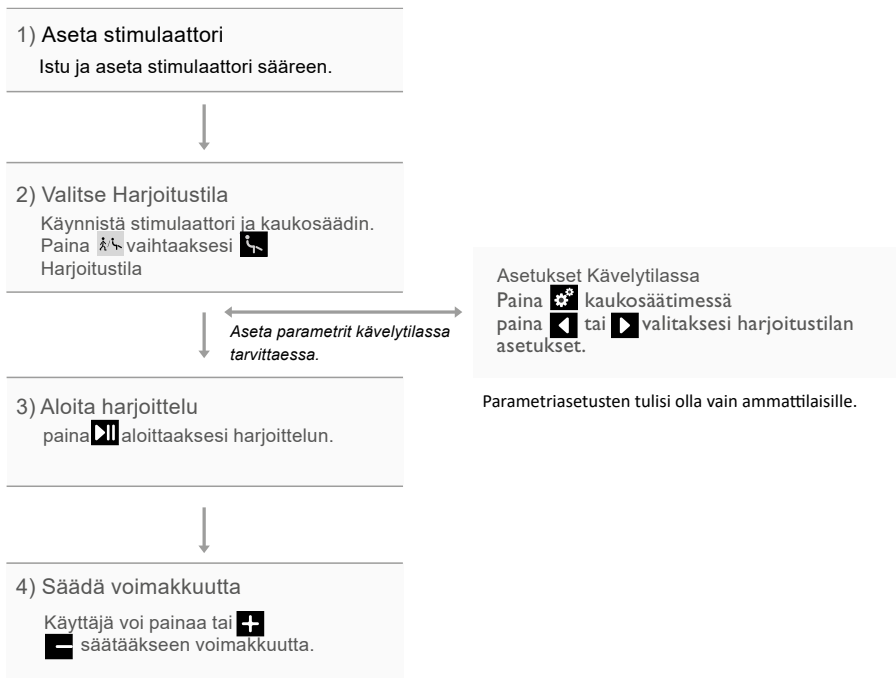 1) Aseta stimulaattori
Istu ja aseta stimulaattori sääreen.
2) Valitse Harjoitustila
Käynnistä stimulaattori ja kaukosäädin.
Paina vaihtaaksesi
Harjoitustila
Aseta parametrit kävelytilassa
tarvittaessa.
Asetukset Kävelytilassa
Paina kaukosäätimessä
paina tai valitaksesi harjoitustilan
asetukset.
Parametriasetusten tulisi olla vain ammattilaisille.
3) Aloita harjoittelu
paina aloittaaksesi harjoittelun.
4) Säädä voimakkuutta
Käyttäjä voi painaa tai
säätääkseen voimakkuutta.